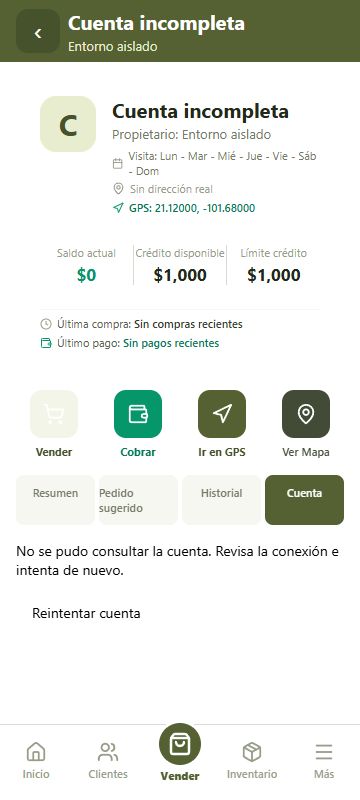 Cuenta incompleta
Entorno aislado
C
Cuenta incompleta
Propietario: Entorno aislado
Visita: Lun - Mar - Mié - Jue - Vie - Sáb
- Dom
Sin dirección real
GPS: 21.12000, -101.68000
Saldo actual
$0
Crédito disponible
$1,000
Límite crédito
$1,000
Última compra: Sin compras recientes
Último pago: Sin pagos recientes
Vender
Cobrar
Ir en GPS
Ver Mapa
Resumen
Pedido
sugerido
Historial
Cuenta
No se pudo consultar la cuenta. Revisa la conexión e
intenta de nuevo.
Reintentar cuenta
Inicio
Clientes
Vender
Inventario
Más